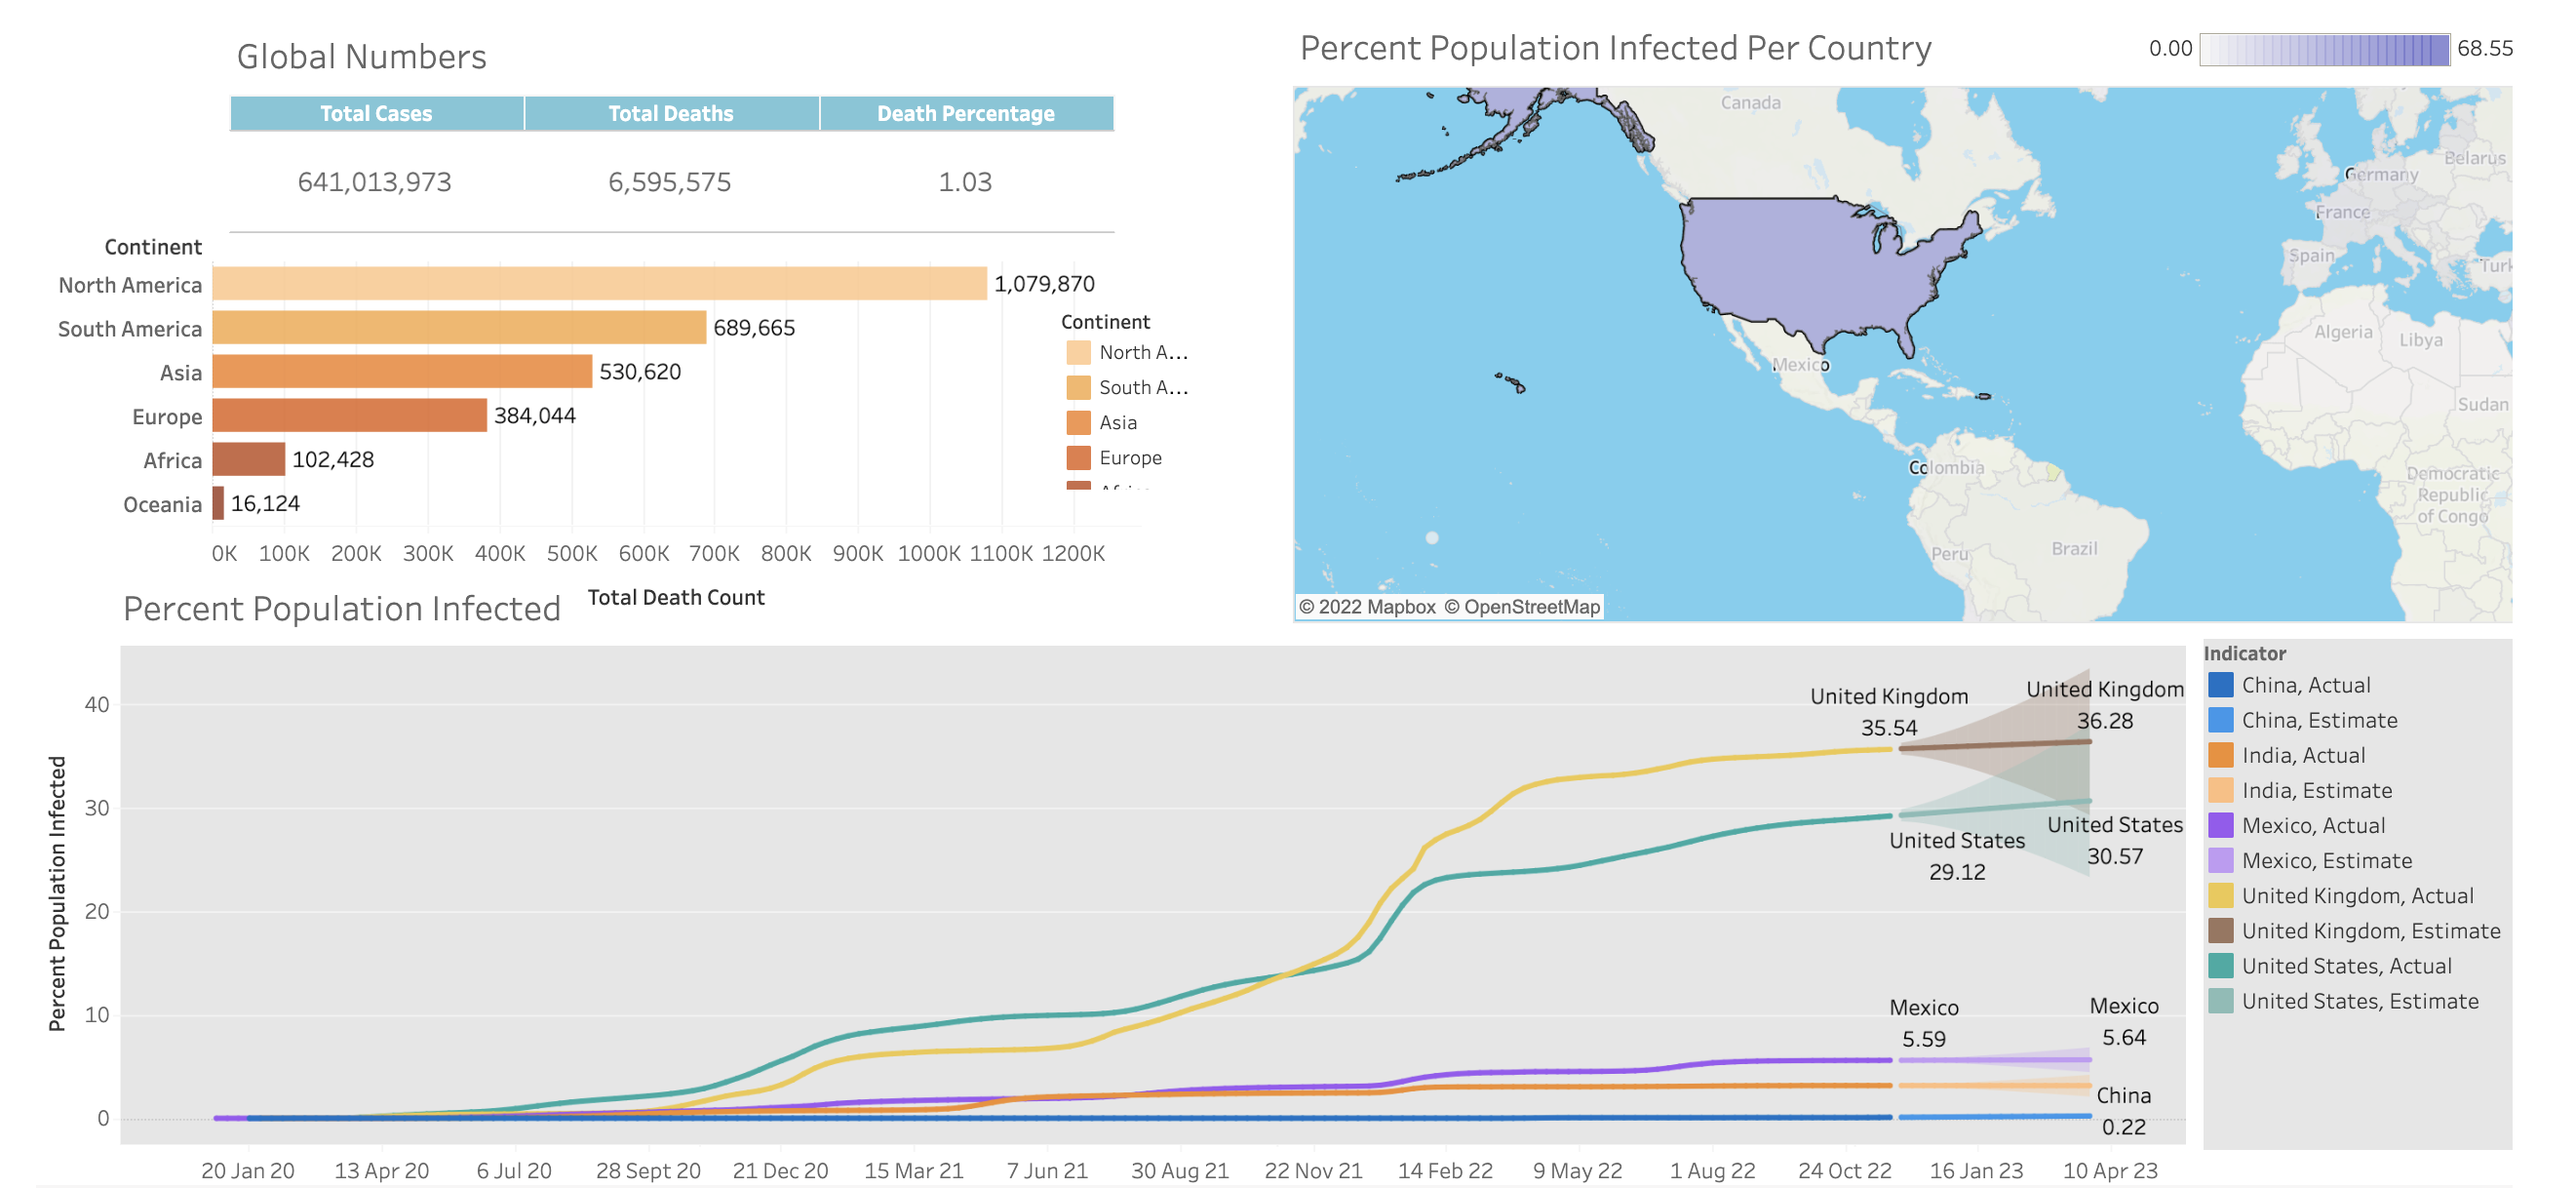 Global Numbers
Total Cases Total Deaths Death Percentage
641,013,973 6,595,575 1.03
Continent
North America 1,079,870
South America 689,665
Asia 530,620
Europe 384,044
Africa 102,428
Oceania 16,124
0K 100K 200K 300K 400K 500K 600K 700K 800K 900K 1000K 1100K 1200K
Total Death Count
Continent
North A...
South A...
Asia
Europe
Percent Population Infected Per Country
0.00 68.55
Canada
Belarus
Germany
France
Spain
Turk
Algeria
Libya
Mexico
Sudan
Colombia
Democratic
Republic
of Congo
Peru
Brazil
© 2022 Mapbox © OpenStreetMap
Percent Population Infected
Percent Population Infected
40
30
20
10
0
United Kingdom
35.54
United Kingdom
36.28
United States
29.12
United States
30.57
Mexico
5.59
Mexico
5.64
China
0.22
20 Jan 20 13 Apr 20 6 Jul 20 28 Sept 20 21 Dec 20 15 Mar 21 7 Jun 21 30 Aug 21 22 Nov 21 14 Feb 22 9 May 22 1 Aug 22 24 Oct 22 16 Jan 23 10 Apr 23
Indicator
China, Actual
China, Estimate
India, Actual
India, Estimate
Mexico, Actual
Mexico, Estimate
United Kingdom, Actual
United Kingdom, Estimate
United States, Actual
United States, Estimate